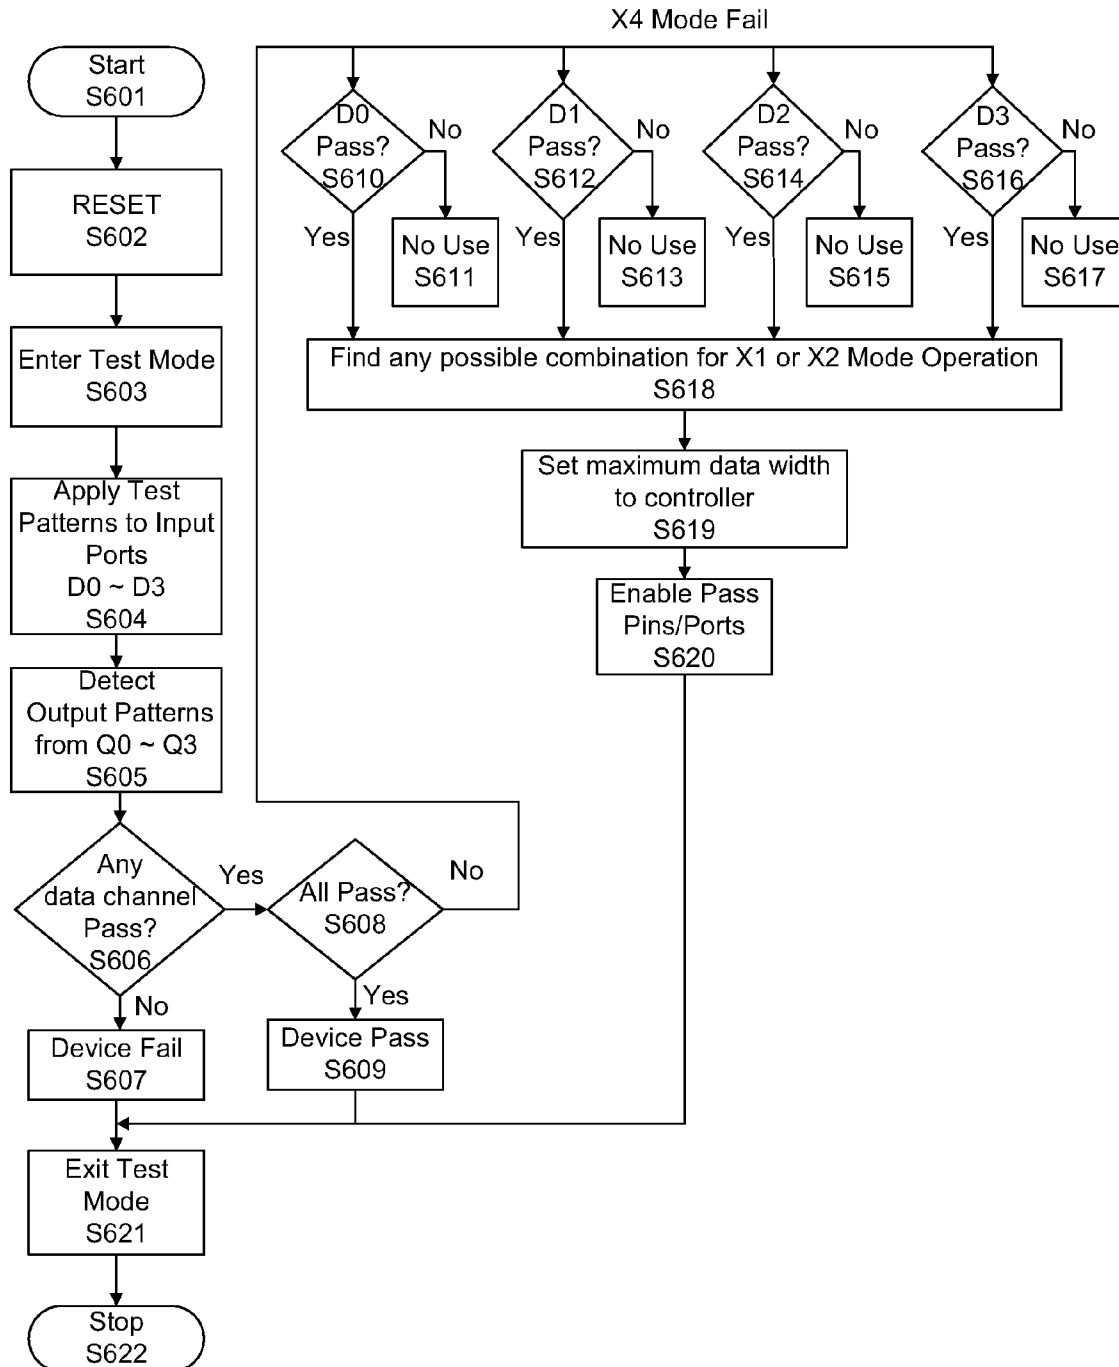 X4 Mode Fail
Start
S601
RESET
S602
Enter Test Mode
S603
Apply Test
Patterns to Input
Ports
D0 ~ D3
S604
Detect
Output Patterns
from Q0 ~ Q3
S605
Any
data channel
Pass?
S606
Yes
No
All Pass?
S608
No
Yes
Device Fail
S607
Device Pass
S609
Exit Test
Mode
S621
Stop
S622
D0
Pass?
S610
No
Yes
No Use
S611
D1
Pass?
S612
No
Yes
No Use
S613
D2
Pass?
S614
No
Yes
No Use
S615
D3
Pass?
S616
No
Yes
No Use
S617
Find any possible combination for X1 or X2 Mode Operation
S618
Set maximum data width
to controller
S619
Enable Pass
Pins/Ports
S620